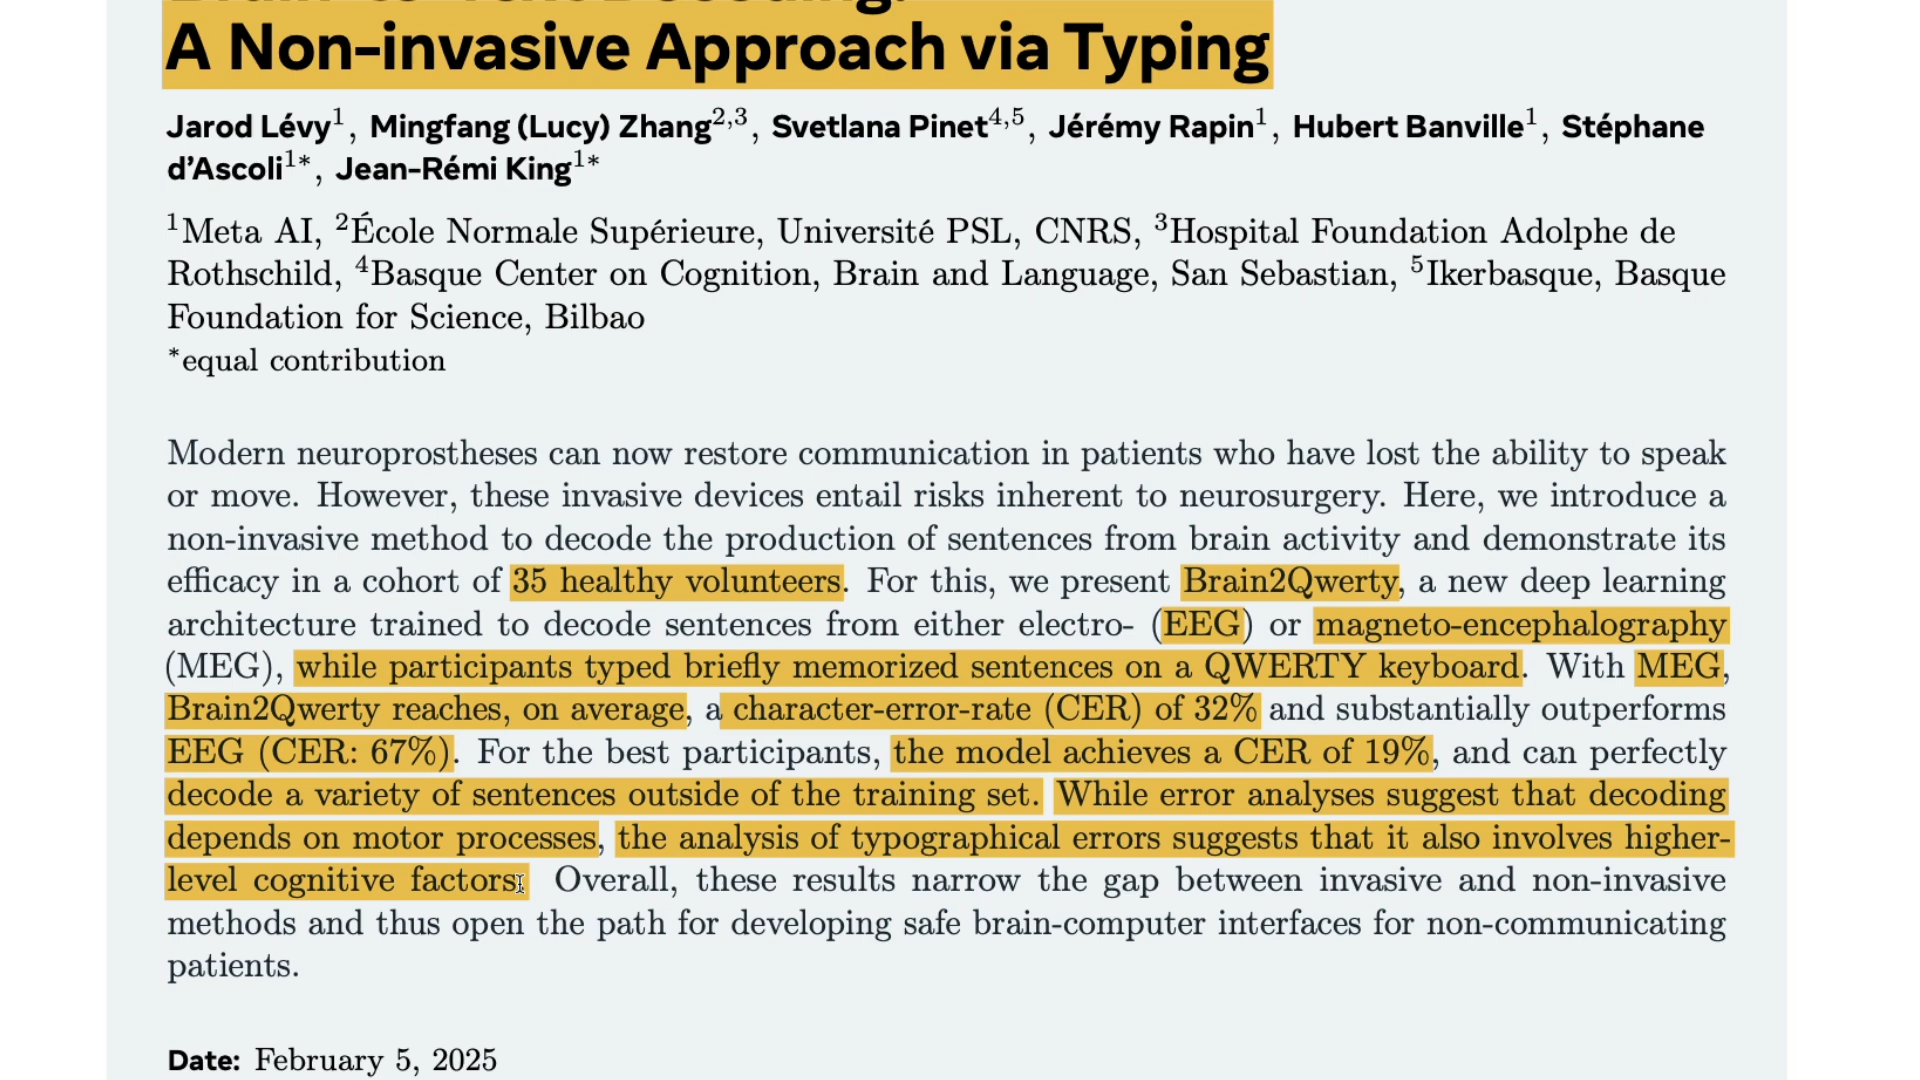 Brain-to-Text Decoding:
A Non-invasive Approach via Typing
Jarod Lévy1, Mingfang (Lucy) Zhang2,3, Svetlana Pinet4,5, Jérémy Rapin1, Hubert Banville1, Stéphane
d’Ascoli1*, Jean-Rémi King1*
1Meta AI, 2École Normale Supérieure, Université PSL, CNRS, 3Hospital Foundation Adolphe de
Rothschild, 4Basque Center on Cognition, Brain and Language, San Sebastian, 5Ikerbasque, Basque
Foundation for Science, Bilbao
*equal contribution
Modern neuroprostheses can now restore communication in patients who have lost the ability to speak
or move. However, these invasive devices entail risks inherent to neurosurgery. Here, we introduce a
non-invasive method to decode the production of sentences from brain activity and demonstrate its
efficacy in a cohort of 35 healthy volunteers. For this, we present Brain2Qwerty, a new deep learning
architecture trained to decode sentences from either electro- (EEG) or magneto-encephalography
(MEG), while participants typed briefly memorized sentences on a QWERTY keyboard. With MEG,
Brain2Qwerty reaches, on average, a character-error-rate (CER) of 32% and substantially outperforms
EEG (CER: 67%). For the best participants, the model achieves a CER of 19%, and can perfectly
decode a variety of sentences outside of the training set. While error analyses suggest that decoding
depends on motor processes, the analysis of typographical errors suggests that it also involves higher-
level cognitive factors. Overall, these results narrow the gap between invasive and non-invasive
methods and thus open the path for developing safe brain-computer interfaces for non-communicating
patients.
Date: February 5, 2025